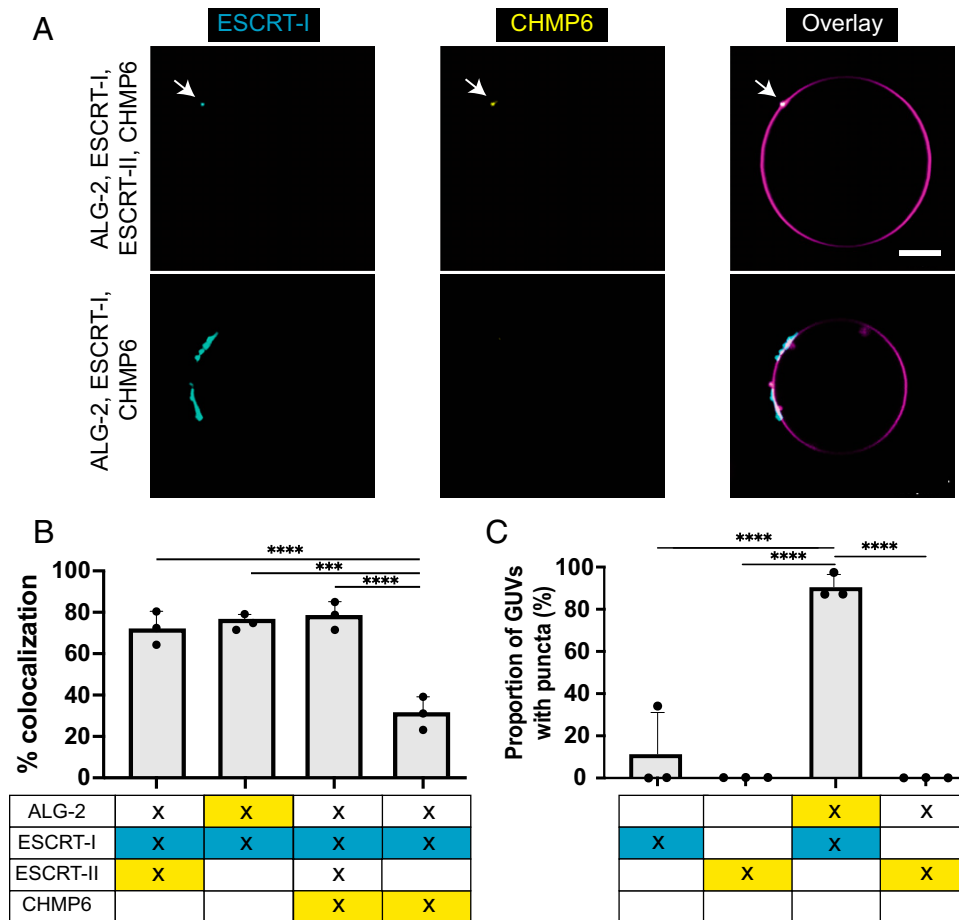 A
ESCRT-I
CHMP6
Overlay
ALG-2, ESCRT-I,
ESCRT-II, CHMP6
ALG-2, ESCRT-I,
CHMP6
B
****
***
****
% colocalization
100
80
60
40
20
0
ALG-2 x x x x
ESCRT-I x x x x
ESCRT-II x x
CHMP6 x x
C
****
****
****
Proportion of GUVs
with puncta (%)
100
80
60
40
20
0
x x
x x
x x